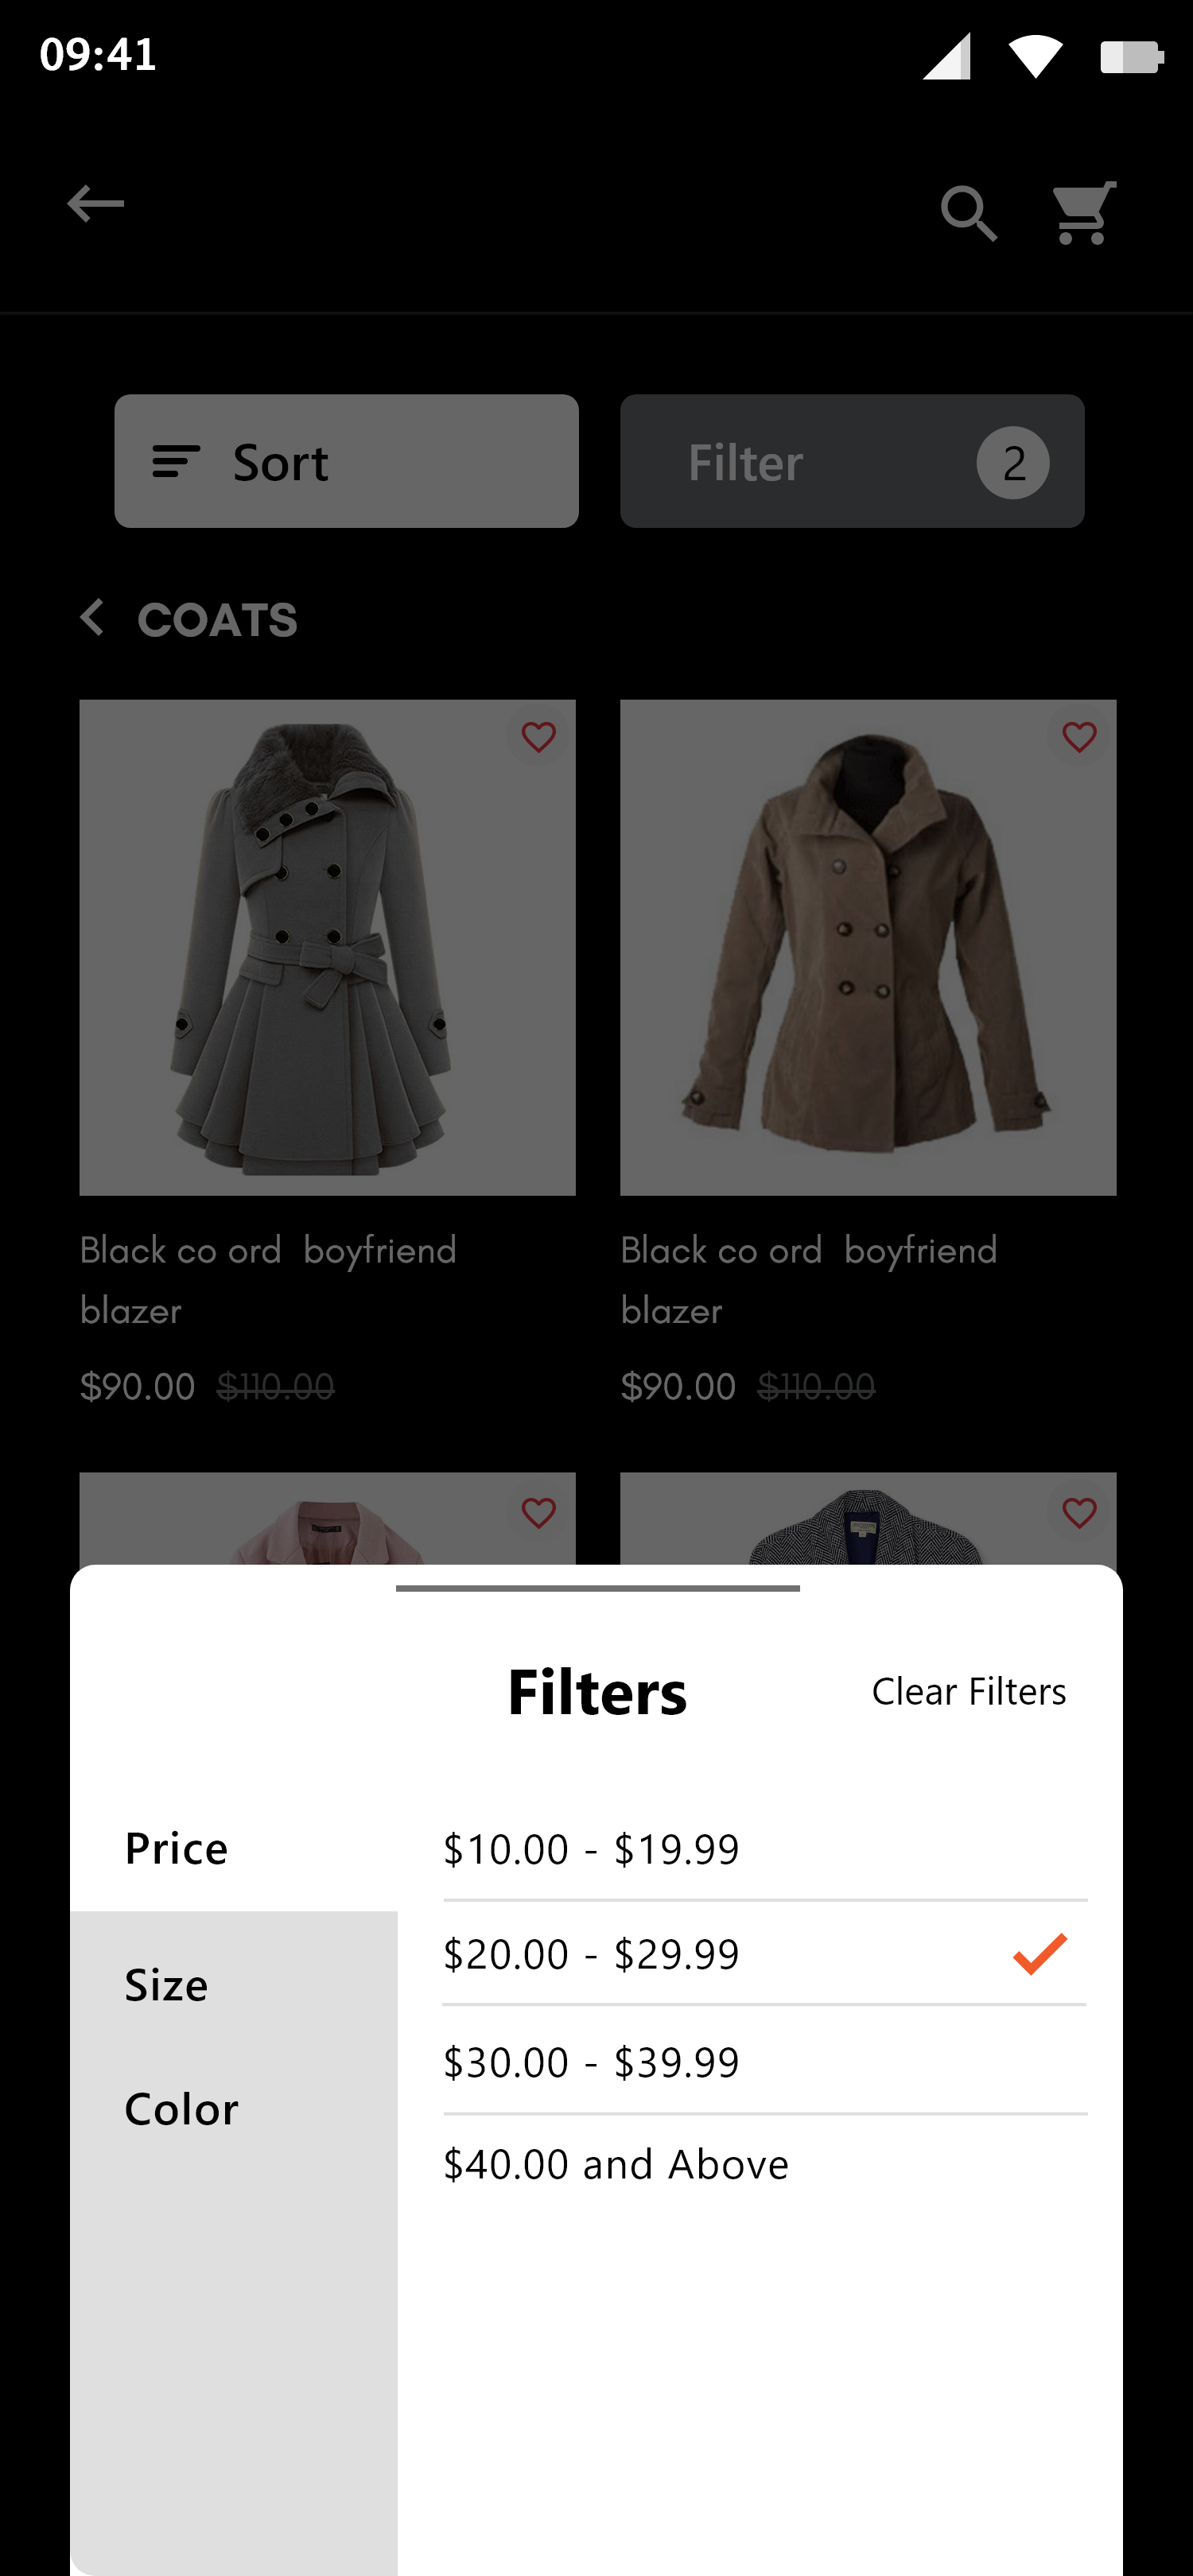 09:41
Sort
Filter 2
COATS
Black co ord boyfriend
blazer
$90.00 $110.00
Black co ord boyfriend
blazer
$90.00 $110.00
Filters
Clear Filters
Price
Size
Color
$10.00 - $19.99
$20.00 - $29.99
$30.00 - $39.99
$40.00 and Above